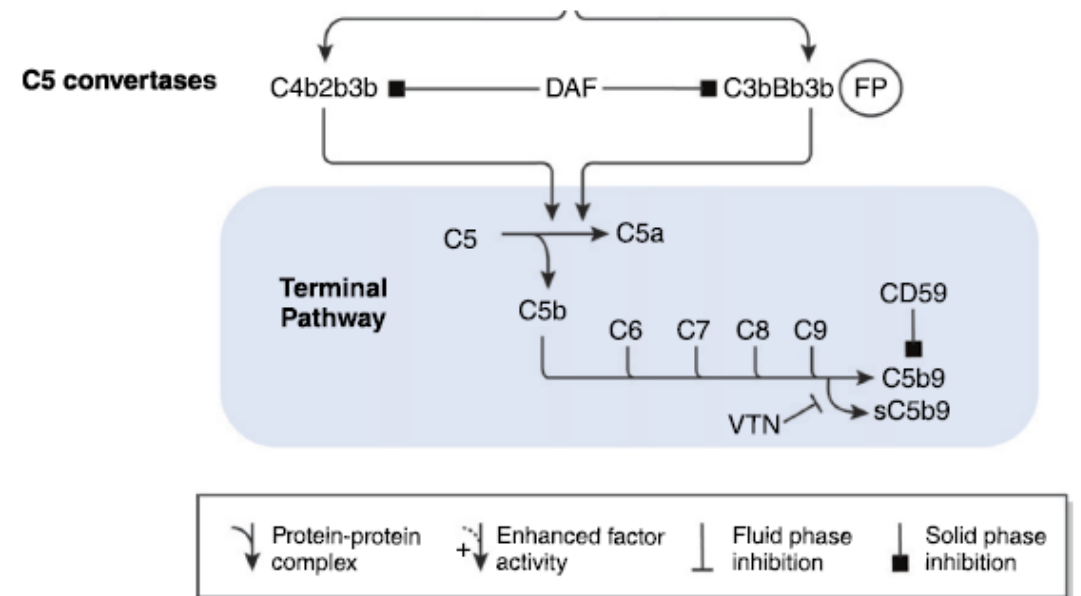 C5 convertases
C4b2b3b
DAF
C3bBb3b
FP
C5
C5a
Terminal
Pathway
C5b
CD59
C6
C7
C8
C9
C5b9
sC5b9
VTN
Protein-protein
complex
+
Enhanced factor
activity
Fluid phase
inhibition
Solid phase
inhibition